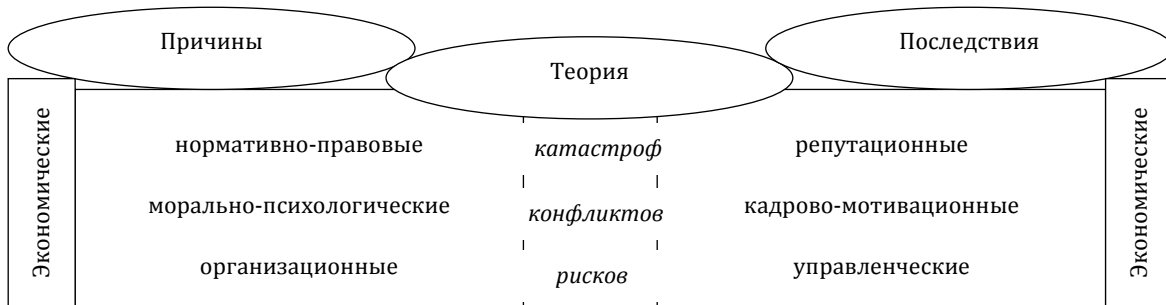 Причины
Последствия
Теория
Экономические
нормативно-правовые
катастроф
репутационные
морально-психологические
конфликтов
кадрово-мотивационные
организационные
рисков
управленческие
Экономические